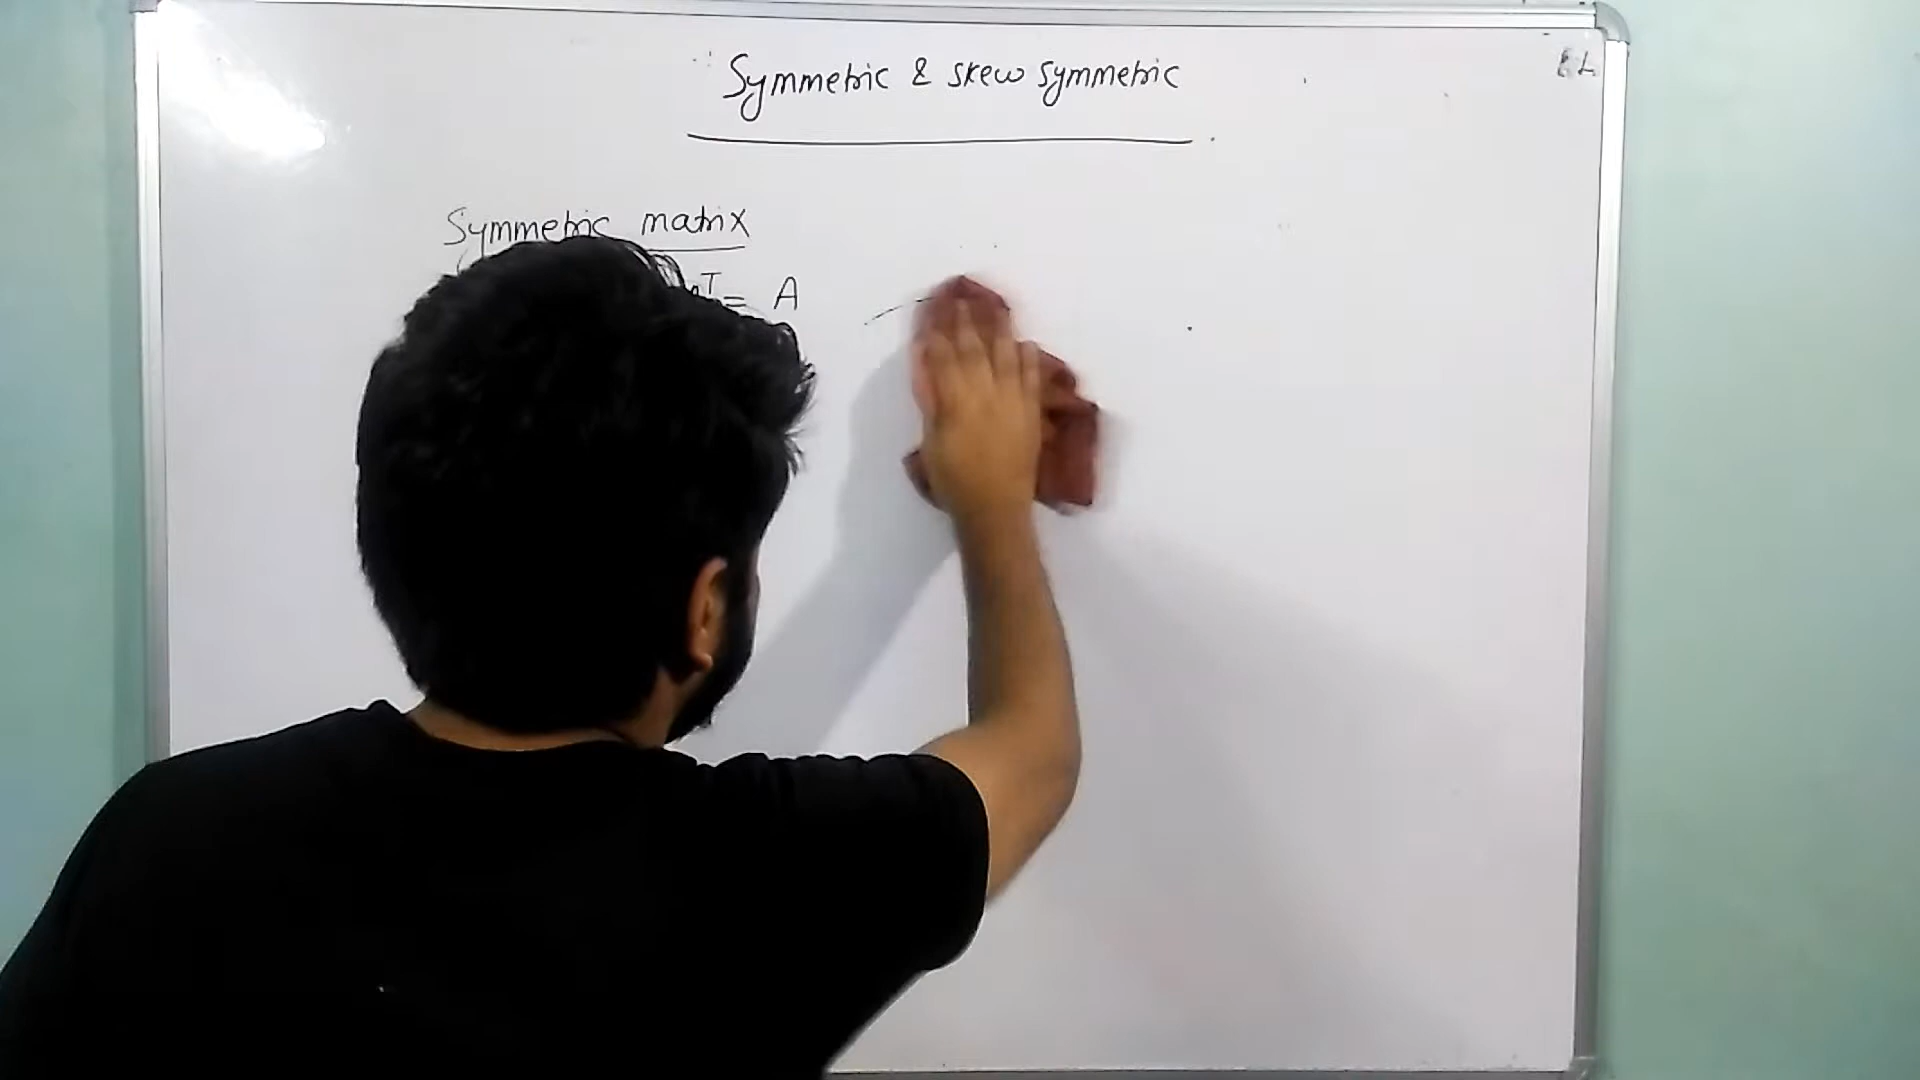 Symmetric & skew symmetric
Symmetric matrix
T = A